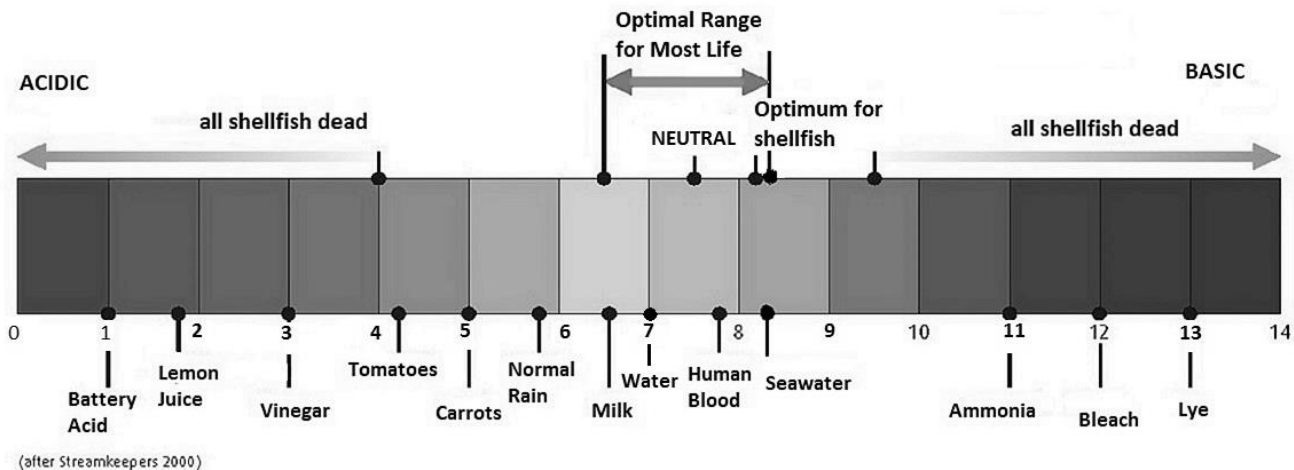 Optimal Range
for Most Life
ACIDIC
BASIC
all shellfish dead
NEUTRAL
Optimum for
shellfish
all shellfish dead
0 1 2 3 4 5 6 7 8 9 10 11 12 13 14
Battery
Acid
Lemon
Juice
Vinegar
Tomatoes
Carrots
Normal
Rain
Milk
Water
Human
Blood
Seawater
Ammonia
Bleach
Lye
(after Streamkeepers 2000)